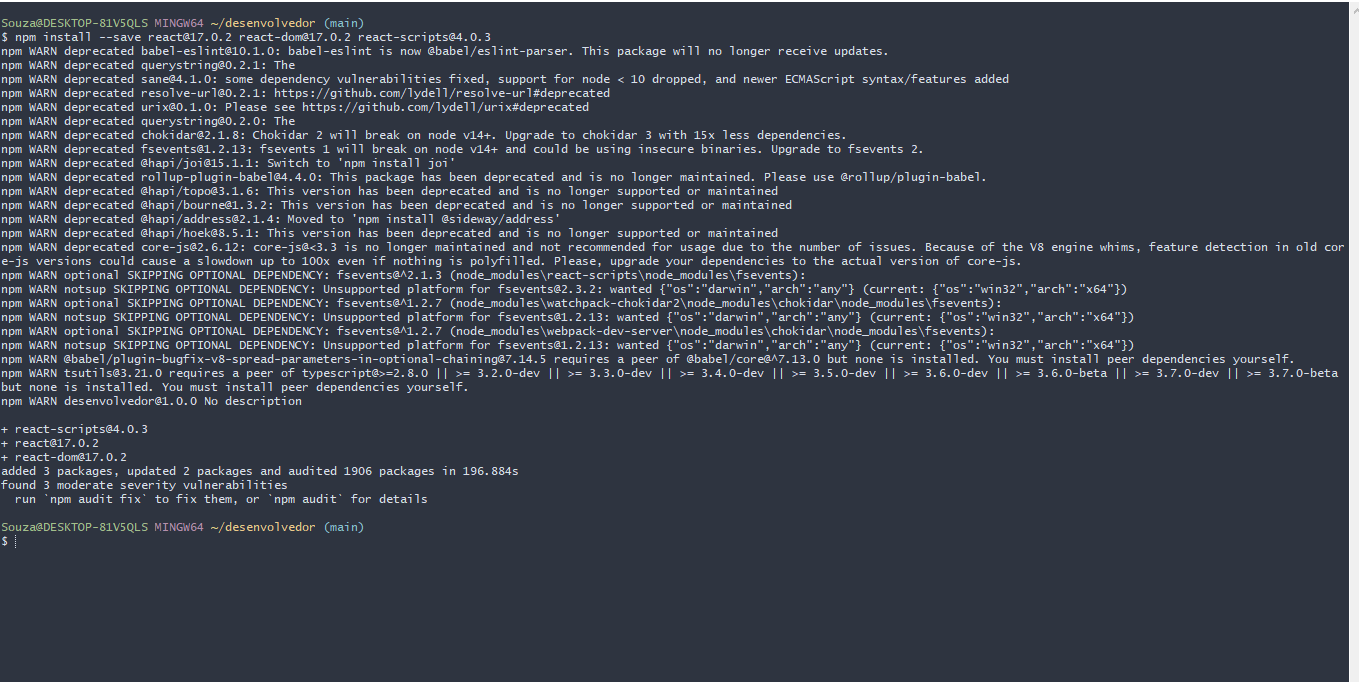 Souza@DESKTOP-81V5QLS MINGW64 ~/desenvolvedor (main)
$ npm install --save react@17.0.2 react-dom@17.0.2 react-scripts@4.0.3
npm WARN deprecated babel-eslint@10.1.0: babel-eslint is now @babel/eslint-parser. This package will no longer receive updates.
npm WARN deprecated querystring@0.2.1: The
npm WARN deprecated sane@4.1.0: some dependency vulnerabilities fixed, support for node < 10 dropped, and newer ECMAScript syntax/features added
npm WARN deprecated resolve-url@0.2.1: https://github.com/lydell/resolve-url#deprecated
npm WARN deprecated urix@0.1.0: Please see https://github.com/lydell/urix#deprecated
npm WARN deprecated querystring@0.2.0: The
npm WARN deprecated chokidar@2.1.8: Chokidar 2 will break on node v14+. Upgrade to chokidar 3 with 15x less dependencies.
npm WARN deprecated fsevents@1.2.13: fsevents 1 will break on node v14+ and could be using insecure binaries. Upgrade to fsevents 2.
npm WARN deprecated @hapi/joi@15.1.1: Switch to 'npm install joi'
npm WARN deprecated rollup-plugin-babel@4.4.0: This package has been deprecated and is no longer maintained. Please use @rollup/plugin-babel.
npm WARN deprecated @hapi/topo@3.1.6: This version has been deprecated and is no longer supported or maintained
npm WARN deprecated @hapi/bourne@1.3.2: This version has been deprecated and is no longer supported or maintained
npm WARN deprecated @hapi/address@2.1.4: Moved to 'npm install @sideway/address'
npm WARN deprecated @hapi/hoek@8.5.1: This version has been deprecated and is no longer supported or maintained
npm WARN deprecated core-js@2.6.12: core-js@<3.3 is no longer maintained and not recommended for usage due to the number of issues. Because of the V8 engine whims, feature detection in old cor
e-js versions could cause a slowdown up to 100x even if nothing is polyfilled. Please, upgrade your dependencies to the actual version of core-js.
npm WARN optional SKIPPING OPTIONAL DEPENDENCY: fsevents@^2.1.3 (node_modules\react-scripts\node_modules\fsevents):
npm WARN notsup SKIPPING OPTIONAL DEPENDENCY: Unsupported platform for fsevents@2.3.2: wanted {"os":"darwin","arch":"any"} (current: {"os":"win32","arch":"x64"})
npm WARN optional SKIPPING OPTIONAL DEPENDENCY: fsevents@^1.2.7 (node_modules\watchpack-chokidar2\node_modules\chokidar\node_modules\fsevents):
npm WARN notsup SKIPPING OPTIONAL DEPENDENCY: Unsupported platform for fsevents@1.2.13: wanted {"os":"darwin","arch":"any"} (current: {"os":"win32","arch":"x64"})
npm WARN optional SKIPPING OPTIONAL DEPENDENCY: fsevents@^1.2.7 (node_modules\webpack-dev-server\node_modules\chokidar\node_modules\fsevents):
npm WARN notsup SKIPPING OPTIONAL DEPENDENCY: Unsupported platform for fsevents@1.2.13: wanted {"os":"darwin","arch":"any"} (current: {"os":"win32","arch":"x64"})
npm WARN @babel/plugin-bugfix-v8-spread-parameters-in-optional-chaining@7.14.5 requires a peer of @babel/core@^7.13.0 but none is installed. You must install peer dependencies yourself.
npm WARN tsutils@3.21.0 requires a peer of typescript@>=2.8.0 || >= 3.2.0-dev || >= 3.3.0-dev || >= 3.4.0-dev || >= 3.5.0-dev || >= 3.6.0-dev || >= 3.6.0-beta || >= 3.7.0-dev || >= 3.7.0-beta
but none is installed. You must install peer dependencies yourself.
npm WARN desenvolvedor@1.0.0 No description
+ react-scripts@4.0.3
+ react@17.0.2
+ react-dom@17.0.2
added 3 packages, updated 2 packages and audited 1906 packages in 196.884s
found 3 moderate severity vulnerabilities
  run `npm audit fix` to fix them, or `npm audit` for details
Souza@DESKTOP-81V5QLS MINGW64 ~/desenvolvedor (main)
$